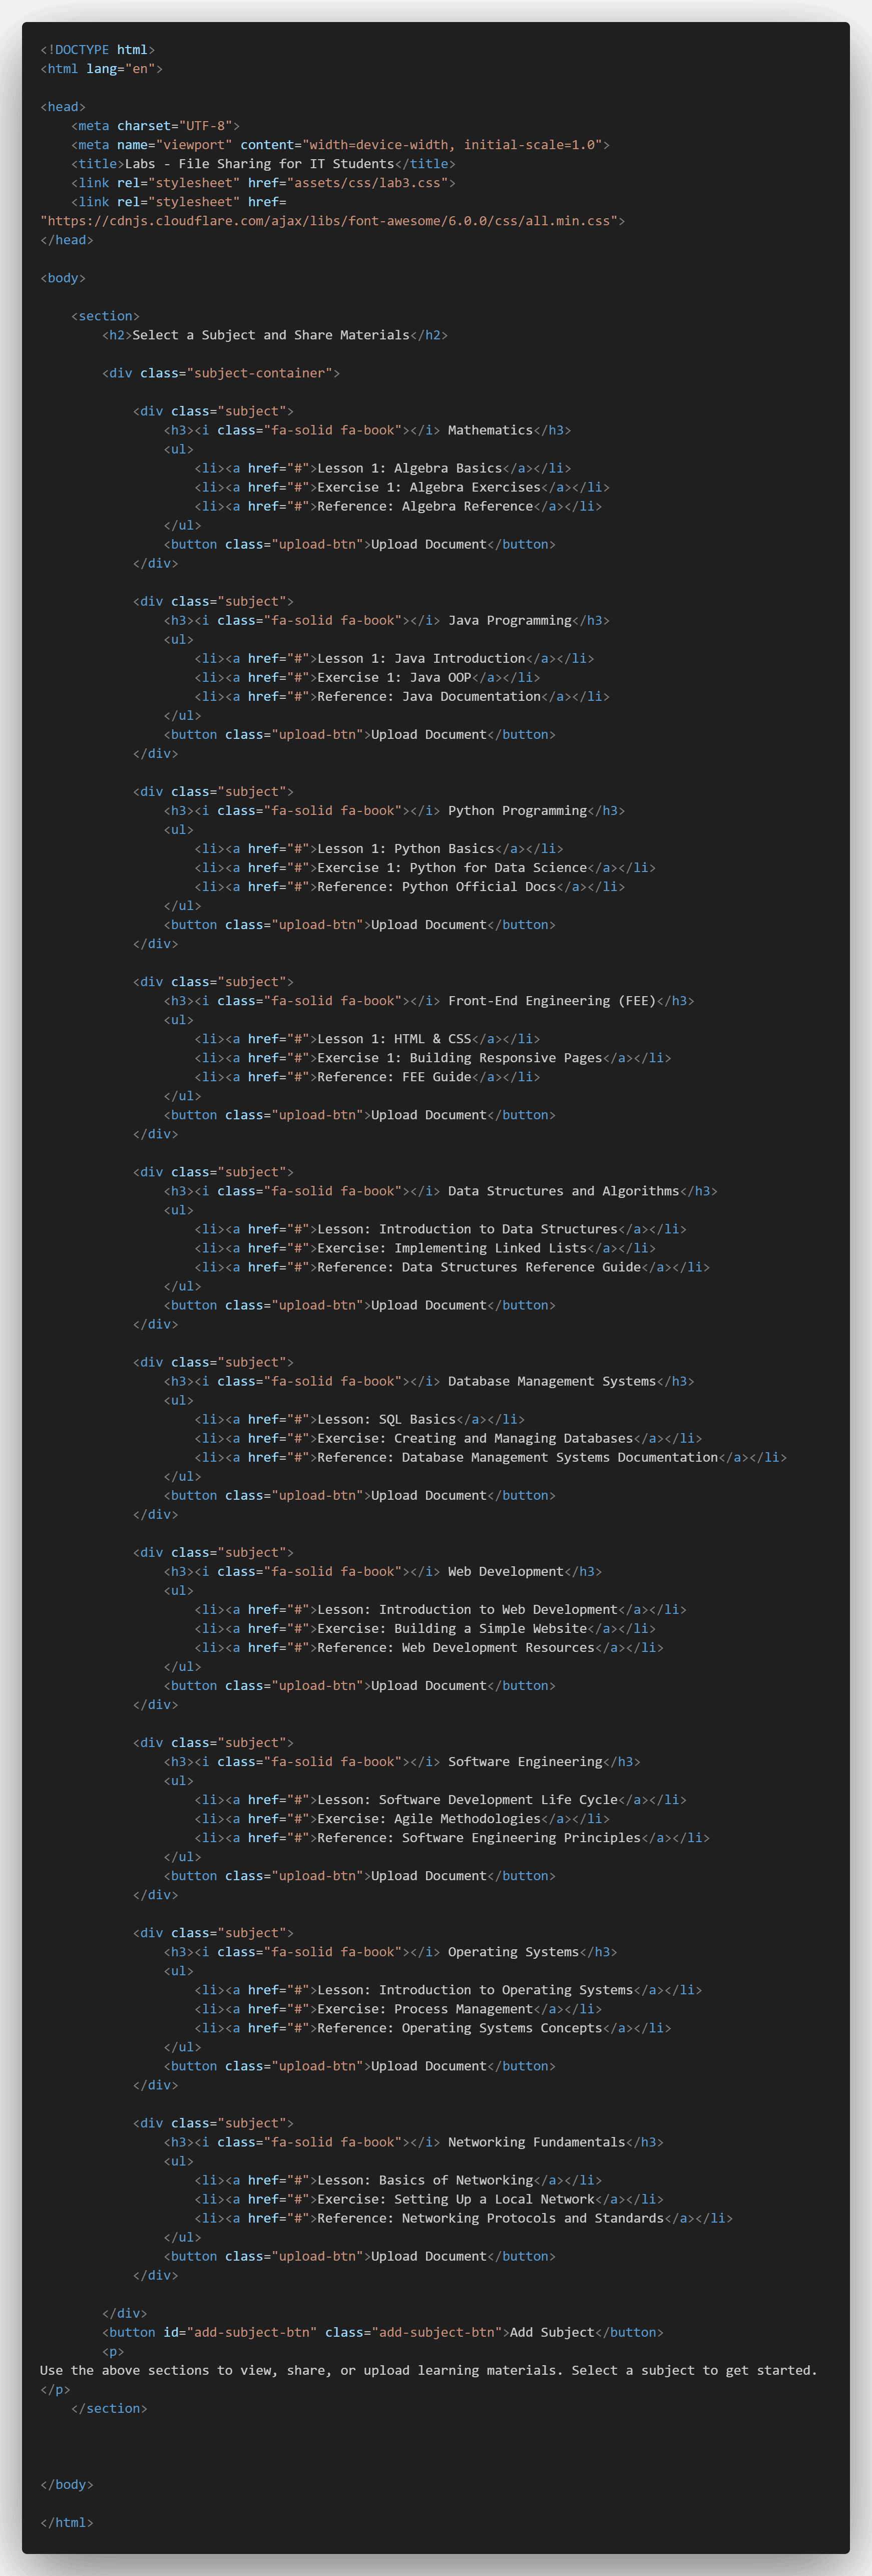 <!DOCTYPE html>
<html lang="en">

<head>
    <meta charset="UTF-8">
    <meta name="viewport" content="width=device-width, initial-scale=1.0">
    <title>Labs - File Sharing for IT Students</title>
    <link rel="stylesheet" href="assets/css/lab3.css">
    <link rel="stylesheet" href=
"https://cdnjs.cloudflare.com/ajax/libs/font-awesome/6.0.0/css/all.min.css">
</head>

<body>

    <section>
        <h2>Select a Subject and Share Materials</h2>

        <div class="subject-container">

            <div class="subject">
                <h3><i class="fa-solid fa-book"></i> Mathematics</h3>
                <ul>
                    <li><a href="#">Lesson 1: Algebra Basics</a></li>
                    <li><a href="#">Exercise 1: Algebra Exercises</a></li>
                    <li><a href="#">Reference: Algebra Reference</a></li>
                </ul>
                <button class="upload-btn">Upload Document</button>
            </div>

            <div class="subject">
                <h3><i class="fa-solid fa-book"></i> Java Programming</h3>
                <ul>
                    <li><a href="#">Lesson 1: Java Introduction</a></li>
                    <li><a href="#">Exercise 1: Java OOP</a></li>
                    <li><a href="#">Reference: Java Documentation</a></li>
                </ul>
                <button class="upload-btn">Upload Document</button>
            </div>

            <div class="subject">
                <h3><i class="fa-solid fa-book"></i> Python Programming</h3>
                <ul>
                    <li><a href="#">Lesson 1: Python Basics</a></li>
                    <li><a href="#">Exercise 1: Python for Data Science</a></li>
                    <li><a href="#">Reference: Python Official Docs</a></li>
                </ul>
                <button class="upload-btn">Upload Document</button>
            </div>

            <div class="subject">
                <h3><i class="fa-solid fa-book"></i> Front-End Engineering (FEE)</h3>
                <ul>
                    <li><a href="#">Lesson 1: HTML & CSS</a></li>
                    <li><a href="#">Exercise 1: Building Responsive Pages</a></li>
                    <li><a href="#">Reference: FEE Guide</a></li>
                </ul>
                <button class="upload-btn">Upload Document</button>
            </div>

            <div class="subject">
                <h3><i class="fa-solid fa-book"></i> Data Structures and Algorithms</h3>
                <ul>
                    <li><a href="#">Lesson: Introduction to Data Structures</a></li>
                    <li><a href="#">Exercise: Implementing Linked Lists</a></li>
                    <li><a href="#">Reference: Data Structures Reference Guide</a></li>
                </ul>
                <button class="upload-btn">Upload Document</button>
            </div>

            <div class="subject">
                <h3><i class="fa-solid fa-book"></i> Database Management Systems</h3>
                <ul>
                    <li><a href="#">Lesson: SQL Basics</a></li>
                    <li><a href="#">Exercise: Creating and Managing Databases</a></li>
                    <li><a href="#">Reference: Database Management Systems Documentation</a></li>
                </ul>
                <button class="upload-btn">Upload Document</button>
            </div>

            <div class="subject">
                <h3><i class="fa-solid fa-book"></i> Web Development</h3>
                <ul>
                    <li><a href="#">Lesson: Introduction to Web Development</a></li>
                    <li><a href="#">Exercise: Building a Simple Website</a></li>
                    <li><a href="#">Reference: Web Development Resources</a></li>
                </ul>
                <button class="upload-btn">Upload Document</button>
            </div>

            <div class="subject">
                <h3><i class="fa-solid fa-book"></i> Software Engineering</h3>
                <ul>
                    <li><a href="#">Lesson: Software Development Life Cycle</a></li>
                    <li><a href="#">Exercise: Agile Methodologies</a></li>
                    <li><a href="#">Reference: Software Engineering Principles</a></li>
                </ul>
                <button class="upload-btn">Upload Document</button>
            </div>

            <div class="subject">
                <h3><i class="fa-solid fa-book"></i> Operating Systems</h3>
                <ul>
                    <li><a href="#">Lesson: Introduction to Operating Systems</a></li>
                    <li><a href="#">Exercise: Process Management</a></li>
                    <li><a href="#">Reference: Operating Systems Concepts</a></li>
                </ul>
                <button class="upload-btn">Upload Document</button>
            </div>

            <div class="subject">
                <h3><i class="fa-solid fa-book"></i> Networking Fundamentals</h3>
                <ul>
                    <li><a href="#">Lesson: Basics of Networking</a></li>
                    <li><a href="#">Exercise: Setting Up a Local Network</a></li>
                    <li><a href="#">Reference: Networking Protocols and Standards</a></li>
                </ul>
                <button class="upload-btn">Upload Document</button>
            </div>

        </div>
        <button id="add-subject-btn" class="add-subject-btn">Add Subject</button>
        <p>
Use the above sections to view, share, or upload learning materials. Select a subject to get started.
</p>
    </section>

</body>

</html>